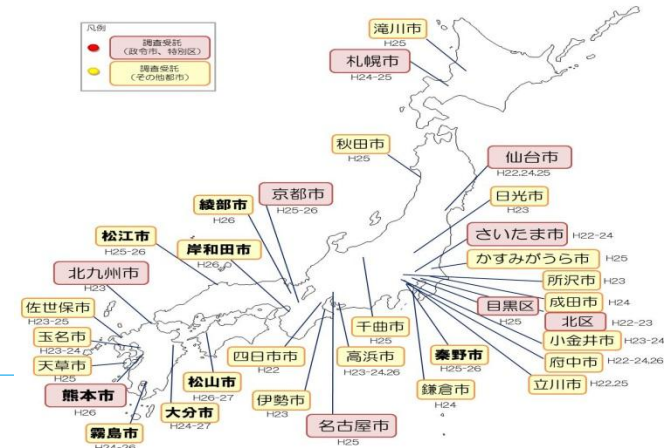 凡例
調査受託
(政令市、特別区)
調査受託
(その他都市)
滝川市
H25
札幌市
H24-25
秋田市
H25
仙台市
H22,24,25
日光市
H23
京都市
H25-26
綾部市
H26
さいたま市 H22-24
松江市
H25-26
岸和田市
H26
かすみがうら市 H25
北九州市
H23
所沢市 H23
目黒区
H25
成田市 H24
佐世保市
H23-25
北区 H22-23
玉名市
H23-24
千曲市
H25
小金井市 H23-24
四日市市
H22
高浜市
H23-24,26
秦野市
H25-26
府中市 H22-24,26
天草市
H25
松山市
H26-27
立川市 H22,25
熊本市
H26
伊勢市
H23
鎌倉市
H24
大分市
H24-27
名古屋市
H25
霧島市
H24-26